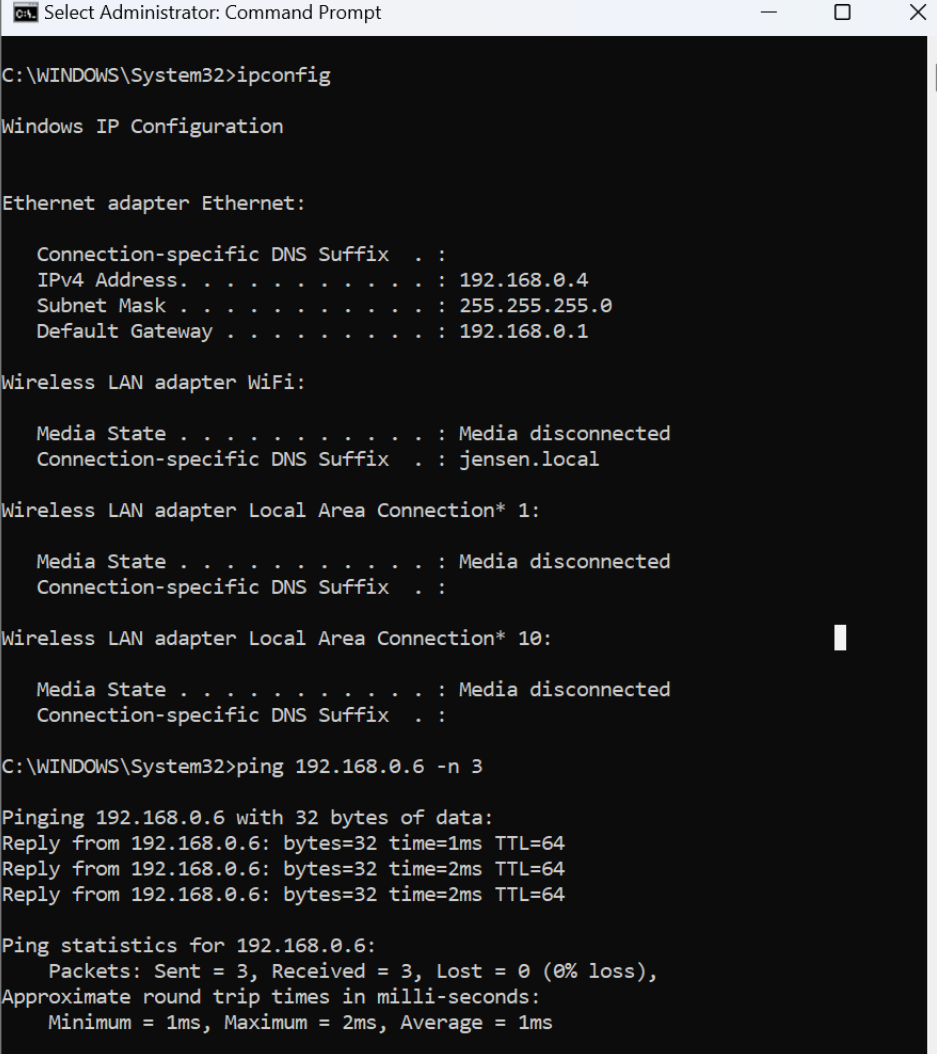 Select Administrator: Command Prompt
C:\WINDOWS\System32>ipconfig
Windows IP Configuration
Ethernet adapter Ethernet:
   Connection-specific DNS Suffix  . :
   IPv4 Address. . . . . . . . . . . : 192.168.0.4
   Subnet Mask . . . . . . . . . . . : 255.255.255.0
   Default Gateway . . . . . . . . . : 192.168.0.1
Wireless LAN adapter WiFi:
   Media State . . . . . . . . . . . : Media disconnected
   Connection-specific DNS Suffix  . : jensen.local
Wireless LAN adapter Local Area Connection* 1:
   Media State . . . . . . . . . . . : Media disconnected
   Connection-specific DNS Suffix  . :
Wireless LAN adapter Local Area Connection* 10:
   Media State . . . . . . . . . . . : Media disconnected
   Connection-specific DNS Suffix  . :
C:\WINDOWS\System32>ping 192.168.0.6 -n 3
Pinging 192.168.0.6 with 32 bytes of data:
Reply from 192.168.0.6: bytes=32 time=1ms TTL=64
Reply from 192.168.0.6: bytes=32 time=2ms TTL=64
Reply from 192.168.0.6: bytes=32 time=2ms TTL=64
Ping statistics for 192.168.0.6:
    Packets: Sent = 3, Received = 3, Lost = 0 (0% loss),
Approximate round trip times in milli-seconds:
    Minimum = 1ms, Maximum = 2ms, Average = 1ms